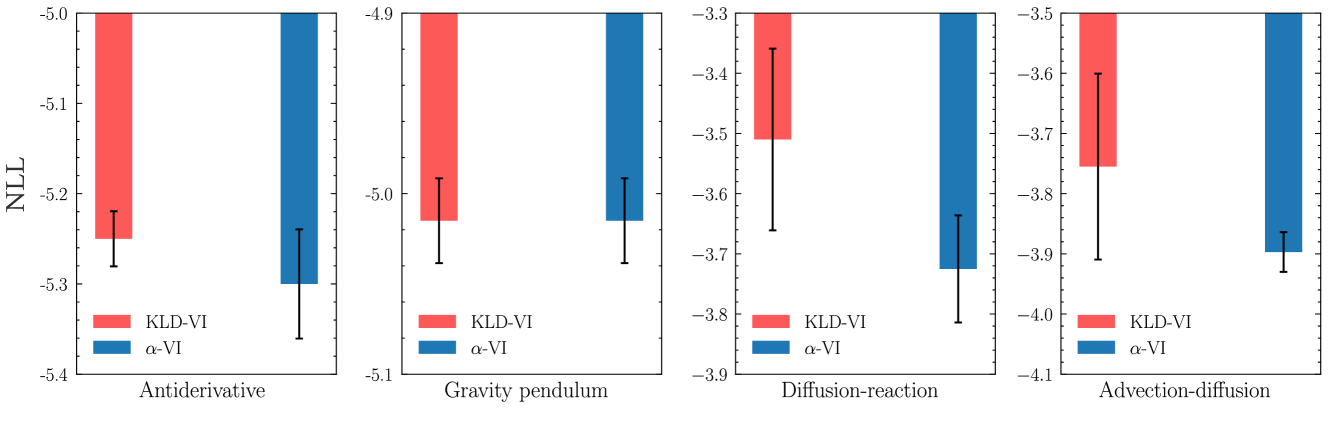 NLL
-5.0
-5.1
-5.2
-5.3
-5.4
KLD-VI
α-VI
Antiderivative
-4.9
-5.0
-5.1
KLD-VI
α-VI
Gravity pendulum
−3.3
−3.4
−3.5
−3.6
−3.7
−3.8
−3.9
KLD-VI
α-VI
Diffusion-reaction
−3.5
−3.6
−3.7
−3.8
−3.9
−4.0
−4.1
KLD-VI
α-VI
Advection-diffusion